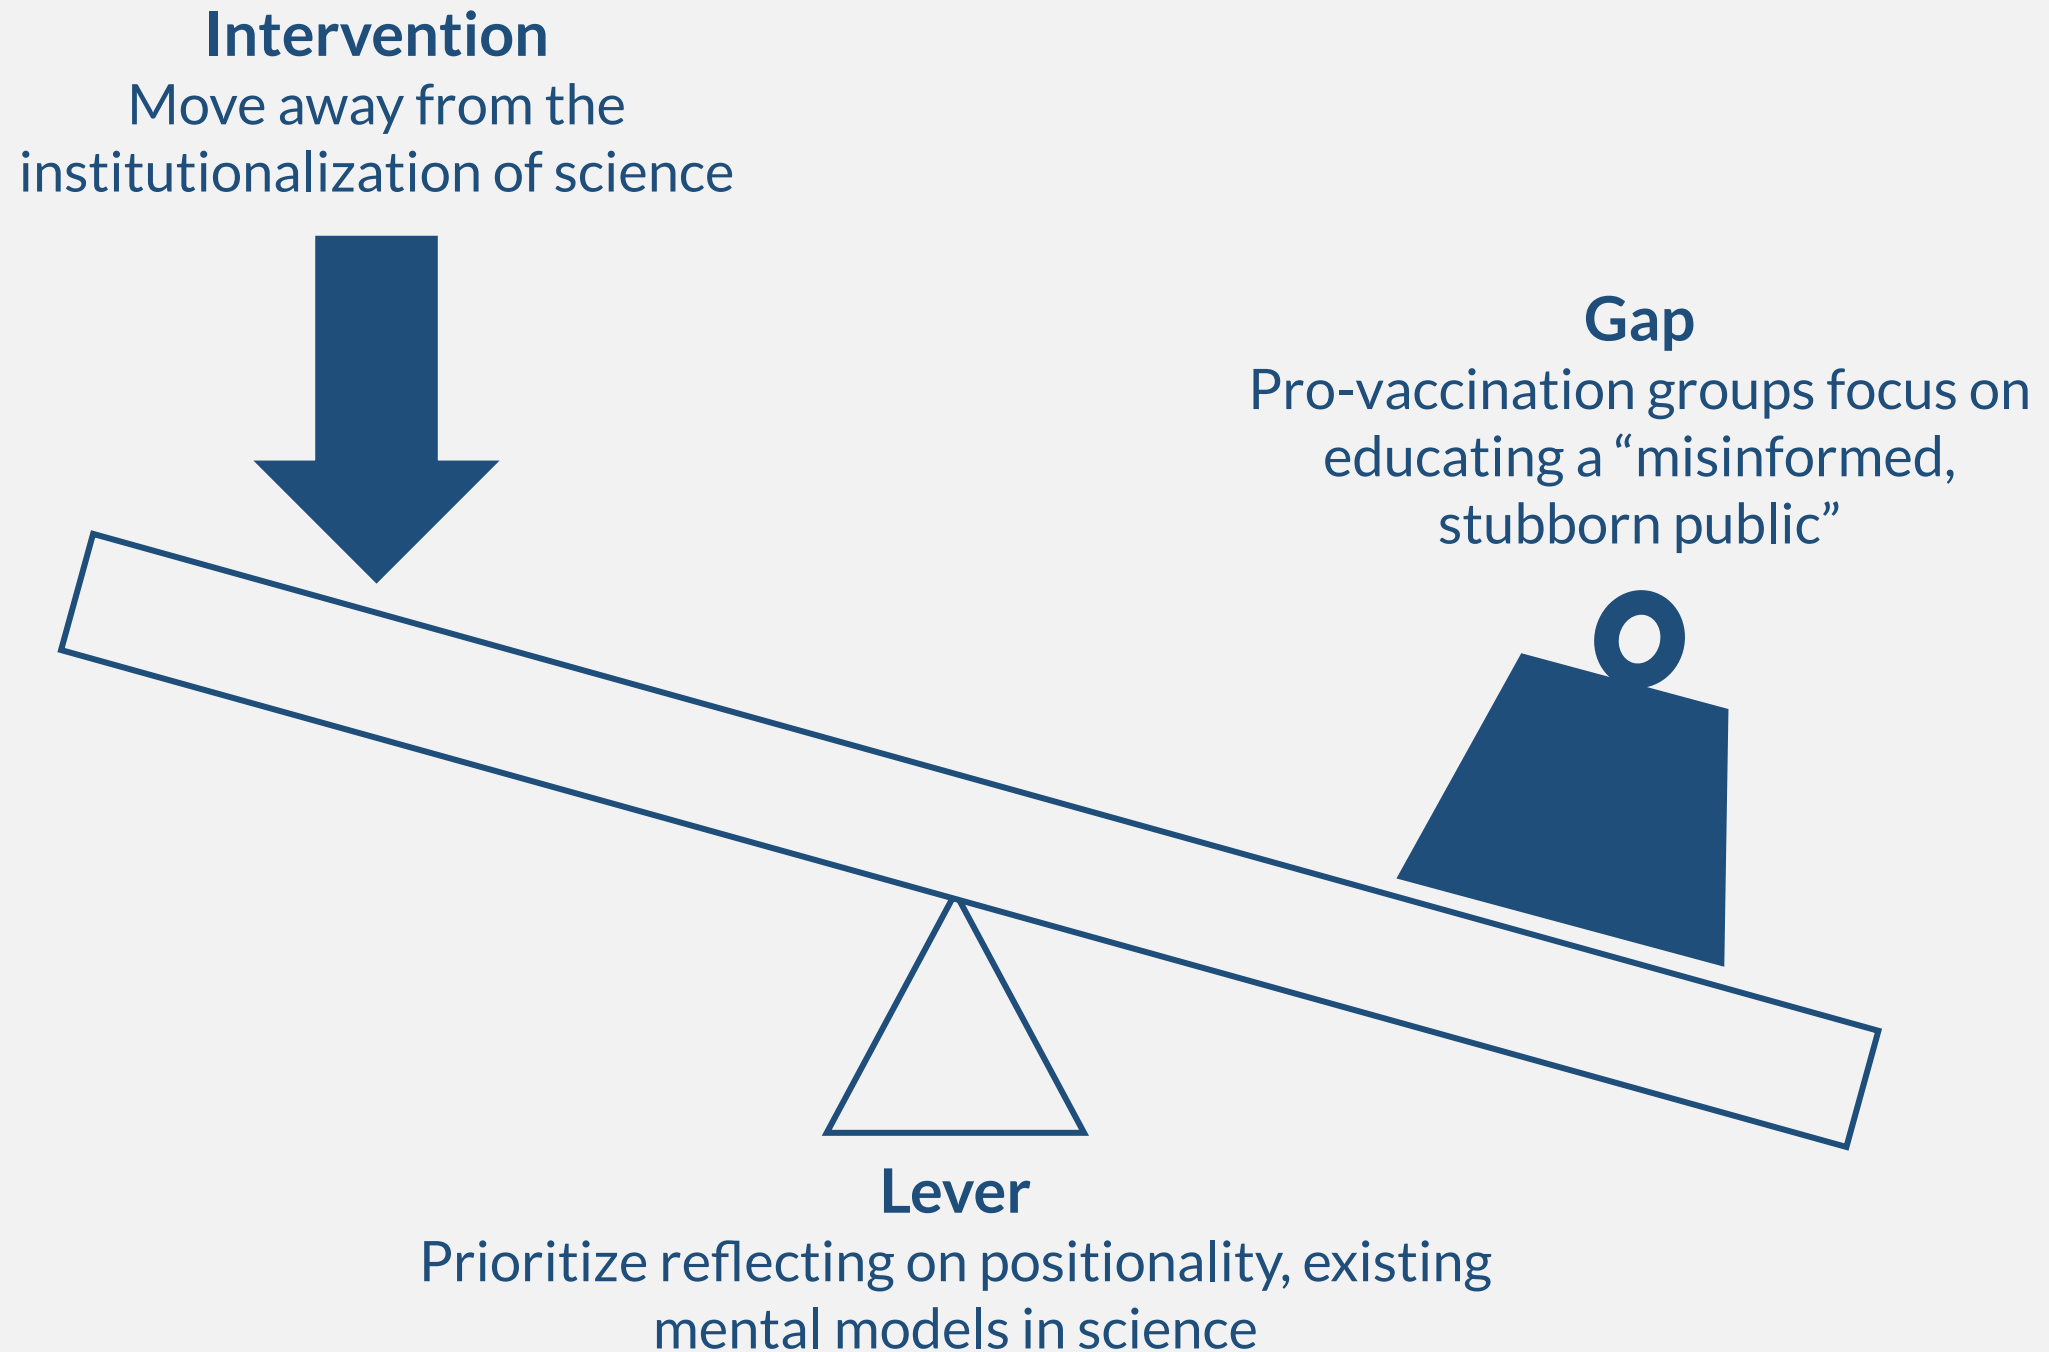 Intervention
Move away from the
institutionalization of science
Gap
Pro-vaccination groups focus on
educating a “misinformed,
stubborn public”
Lever
Prioritize reflecting on positionality, existing
mental models in science